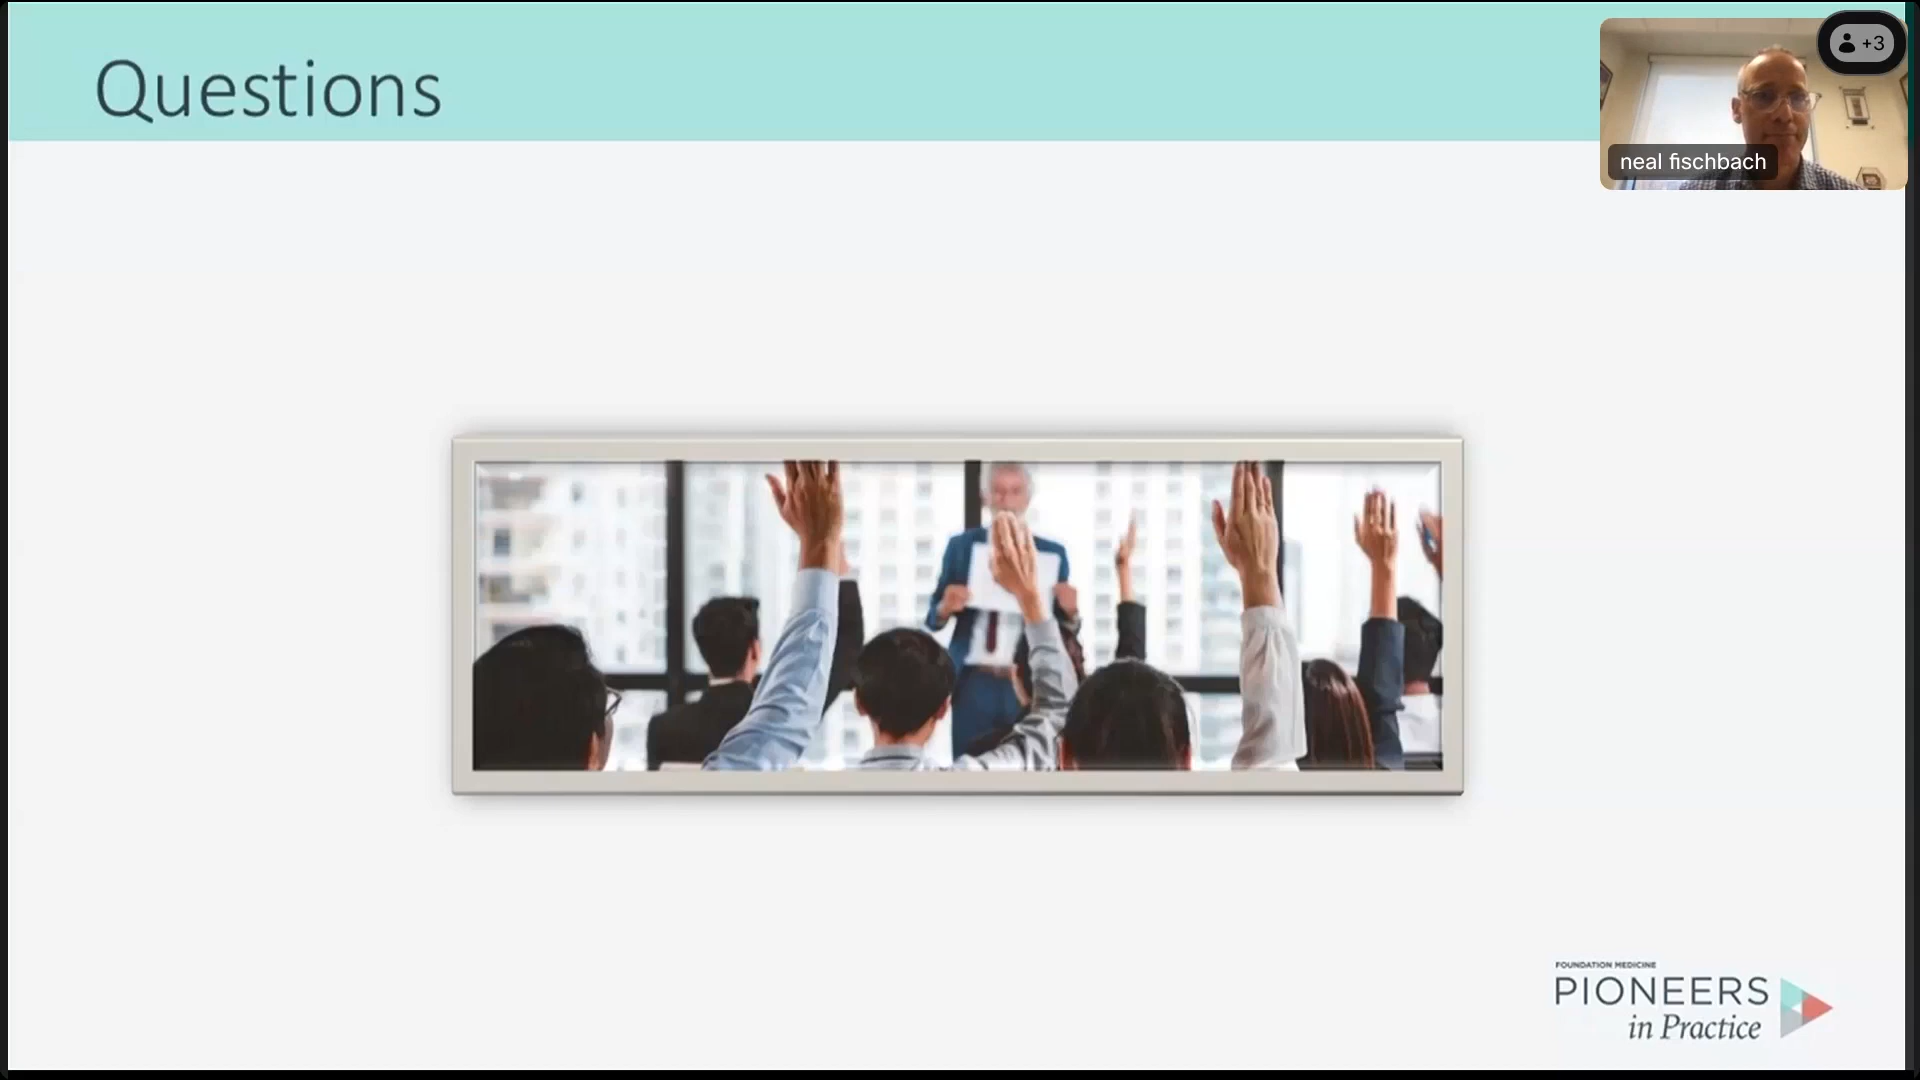 Questions
+3
neal fischbach
FOUNDATION MEDICINE
PIONEERS
in Practice